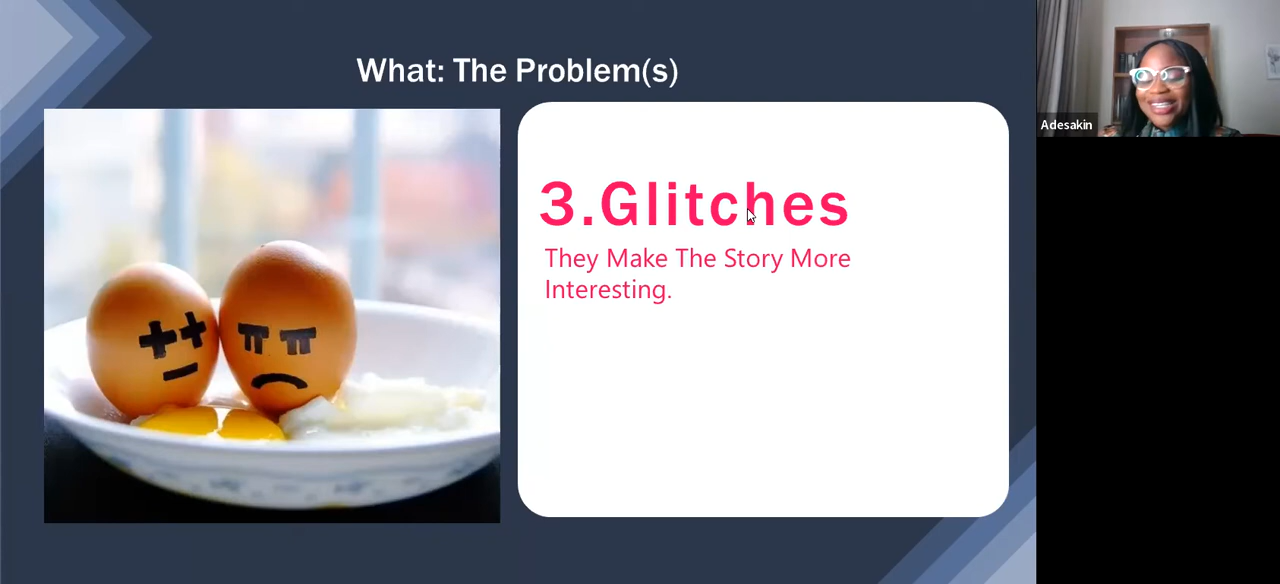 What: The Problem(s)
3.Glitches
They Make The Story More
Interesting.
Adesakin